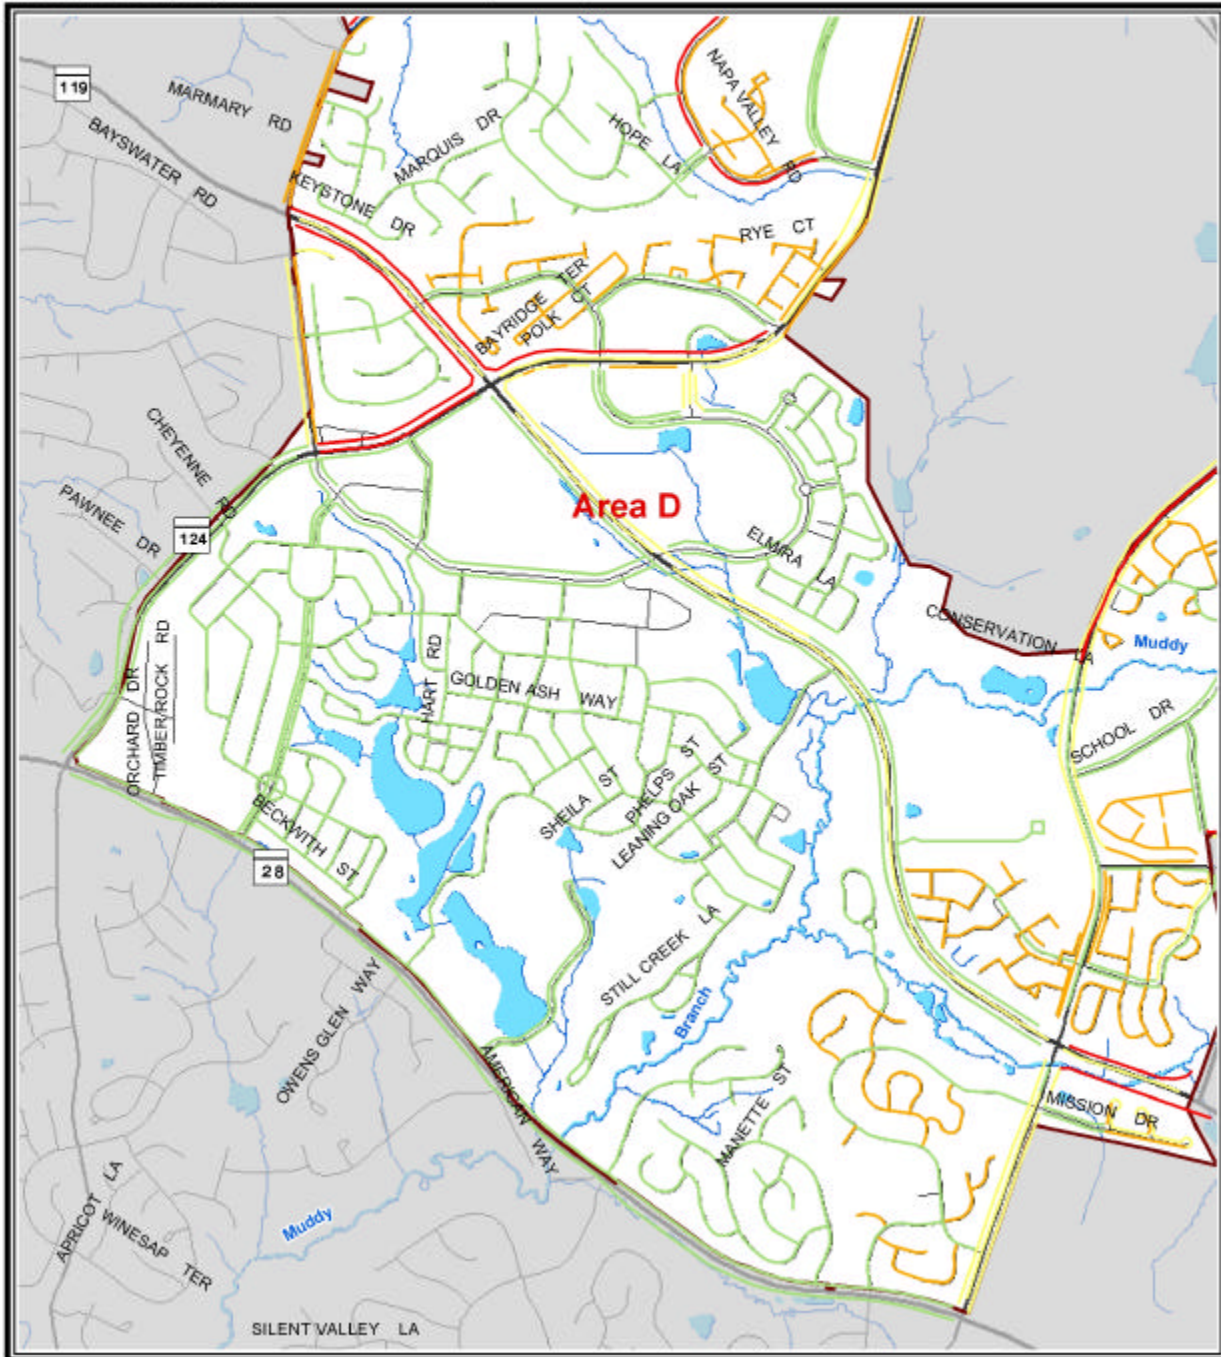 119
MARMARY RD
BAYSWATER RD
KEYSTONE DR
MARQUIS DR
HOPE LA
NAPA VALLEY RD
RYE CT
BAYRIDGE TER
POLK CT
CHEYENNE RD
PAWNEE DR
124
Area D
ELMIRA LA
CONSERVATION LA
Muddy
SCHOOL DR
ORCHARD DR
TIMBER ROCK RD
HART RD
GOLDEN ASH WAY
SHEILA ST
PHELPS ST
LEANING OAK ST
BECKWITH ST
28
STILL CREEK LA
Branch
OWENS GLEN WAY
AMERICAN WAY
MANETTE ST
MISSION DR
APRICOT LA
WINESAP TER
Muddy
SILENT VALLEY LA